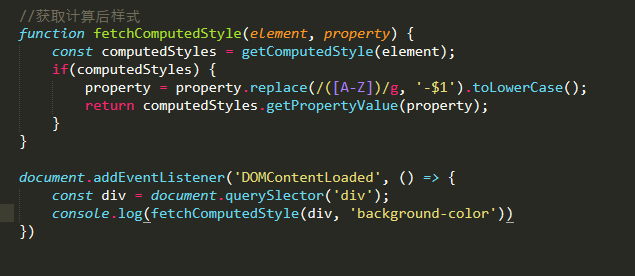 //获取计算后样式
function fetchComputedStyle(element, property) {
const computedStyles = getComputedStyle(element);
if(computedStyles) {
property = property.replace(/([A-Z])/g, '-$1').toLowerCase();
return computedStyles.getPropertyValue(property);
}
}
document.addEventListener('DOMContentLoaded', () => {
const div = document.querySlector('div');
console.log(fetchComputedStyle(div, 'background-color'))
})